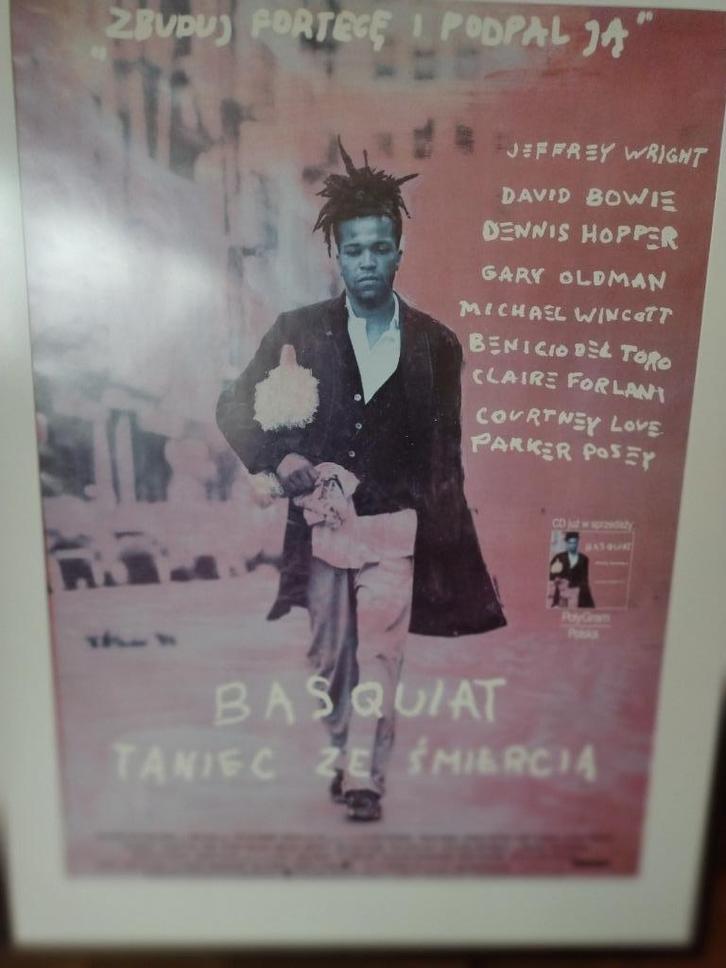 "ZBUDUJ FORTECĘ I PODPAL JĄ"
JEFFREY WRIGHT
DAVID BOWIE
DENNIS HOPPER
GARY OLDMAN
MICHAEL WINCOTT
BENICIO DEL TORO
CLAIRE FORLANI
COURTNEY LOVE
PARKER POSEY
CD już w sprzedaży
BASQUIAT
PolyGram
Polska
BASQUIAT
TANIEC ZE ŚMIERCIĄ